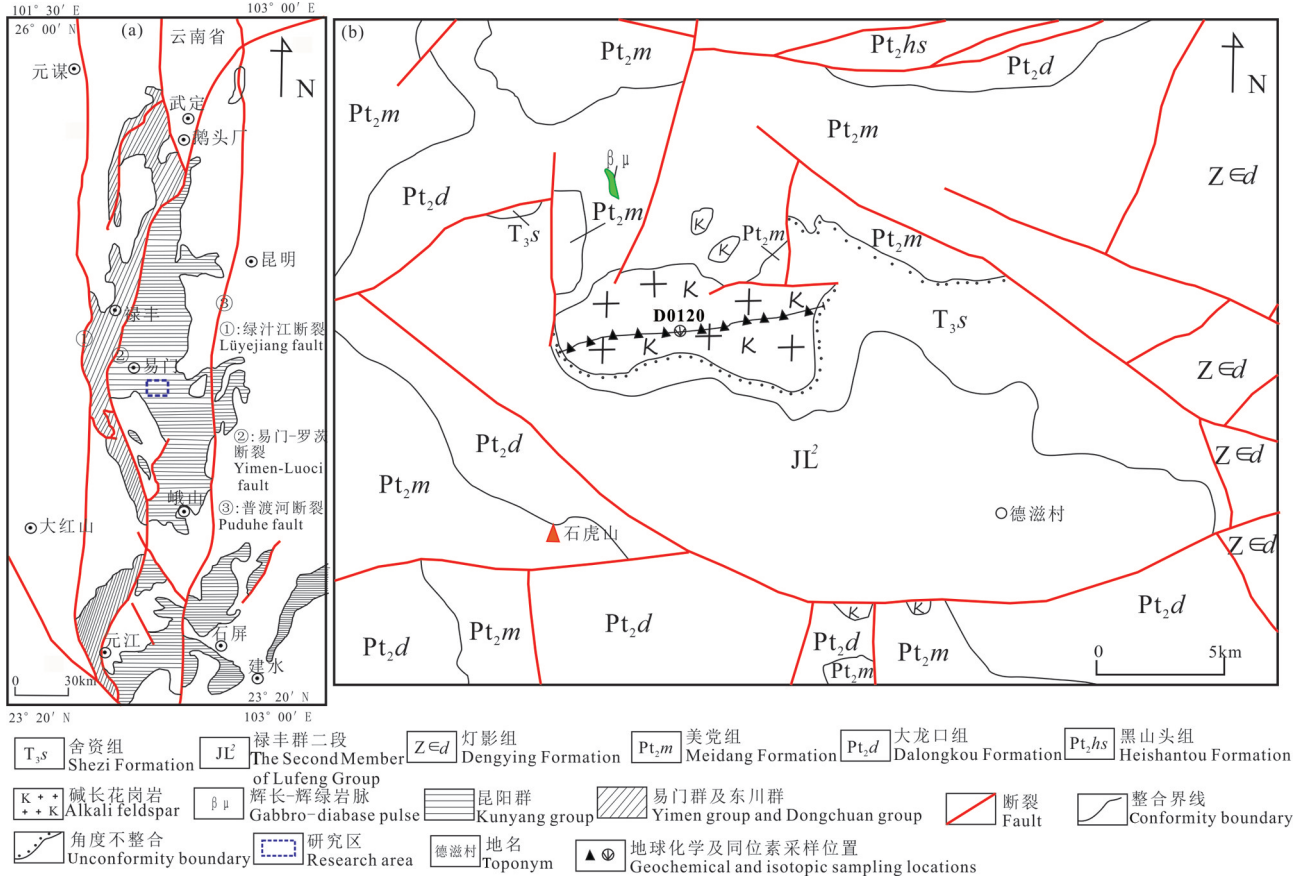 101° 30′ E
103° 00′ E
26° 00′ N
(a)
云南省
元谋
N
武定
鹅头厂
昆明
③
禄丰
①
①:绿汁江断裂
Lüyejiang fault
②
易门
②:易门-罗茨
断裂
Yimen-Luoci
fault
峨山
③:普渡河断裂
Puduhe fault
大红山
元江
石屏
建水
0 30km
23° 20′ N
23° 20′ N
103° 00′ E
(b)
Pt₂m
Pt₂hs
Pt₂d
N
Pt₂m
Pt₂m
β μ
Z∈d
Pt₂d
Pt₂m
T₃s
K
K
Pt₂m
Pt₂m
K
K
D0120
T₃s
K
K
Z∈d
Pt₂d
JL²
Z∈d
Pt₂m
德滋村
石虎山
Z∈d
K
K
Pt₂d
Pt₂d
Pt₂m
Pt₂d
Pt₂d
Pt₂m
Pt₂m
0 5km
T₃s 舍资组
Shezi Formation
JL² 禄丰群二段
The Second Member
of Lufeng Group
Z∈d 灯影组
Dengying Formation
Pt₂m 美党组
Meidang Formation
Pt₂d 大龙口组
Dalongkou Formation
Pt₂hs 黑山头组
Heishantou Formation
K K 碱长花岗岩
Alkali feldspar
β μ 辉长-辉绿岩脉
Gabbro-diabase pulse
昆阳群
Kunyang group
易门群及东川群
Yimen group and Dongchuan group
断裂
Fault
整合界线
Conformity boundary
角度不整合
Unconformity boundary
研究区
Research area
德滋村 地名
Toponym
地球化学及同位素采样位置
Geochemical and isotopic sampling locations